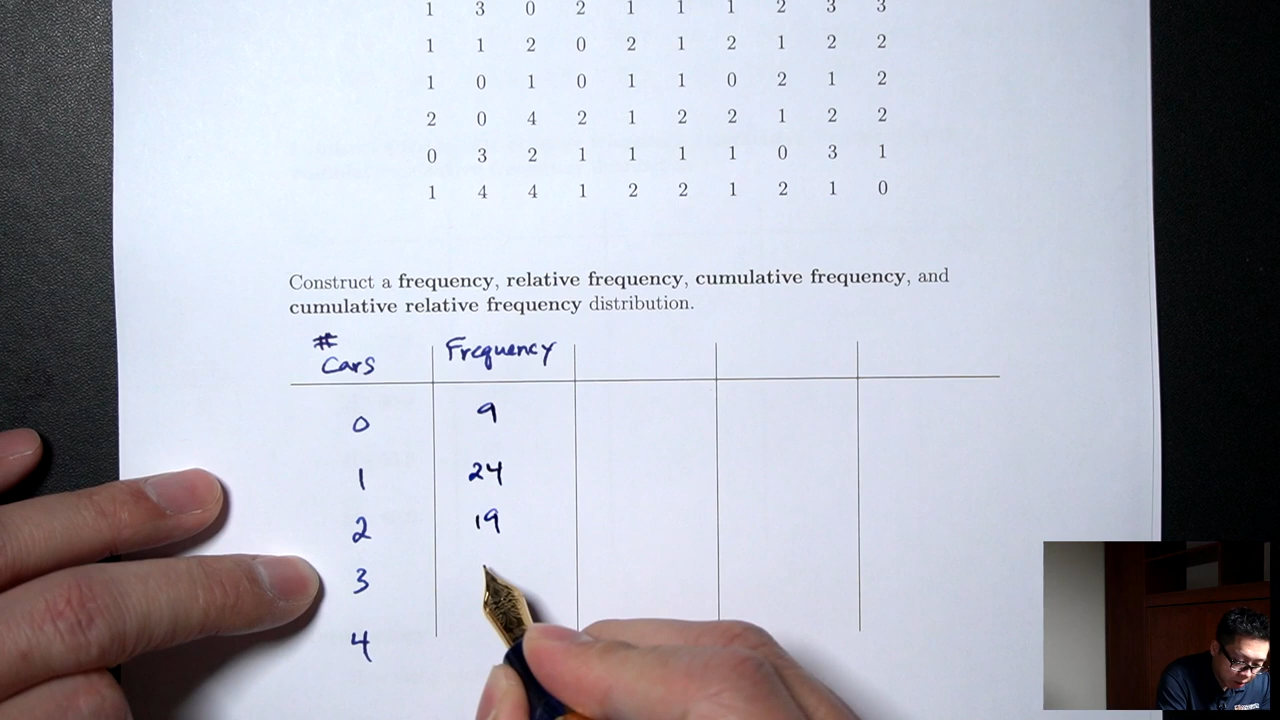 1 3 0 2 1 1 1 2 3 3
1 1 2 0 2 1 2 1 2 2
1 0 1 0 1 1 0 2 1 2
2 0 4 2 1 2 2 1 2 2
0 3 2 1 1 1 1 0 3 1
1 4 4 1 2 2 1 2 1 0
Construct a frequency, relative frequency, cumulative frequency, and
cumulative relative frequency distribution.
# Cars Frequency
0 9
1 24
2 19
3
4